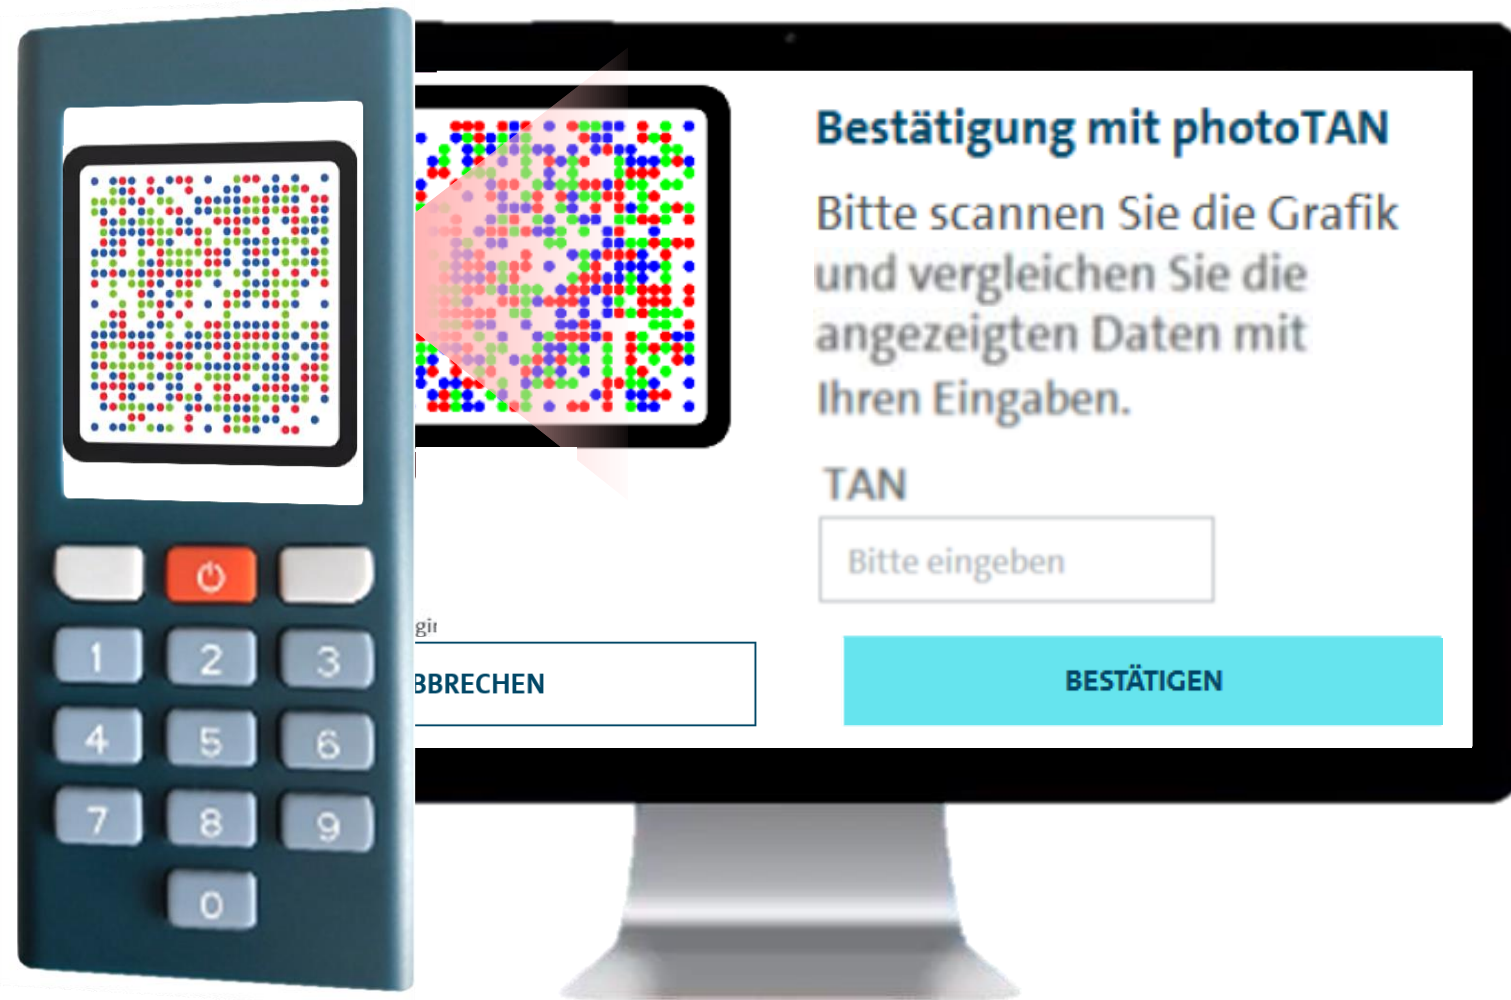 1 2 3
4 5 6
7 8 9
0
gin
BBRECHEN
Bestätigung mit photoTAN
Bitte scannen Sie die Grafik
und vergleichen Sie die
angezeigten Daten mit
Ihren Eingaben.
TAN
Bitte eingeben
BESTÄTIGEN